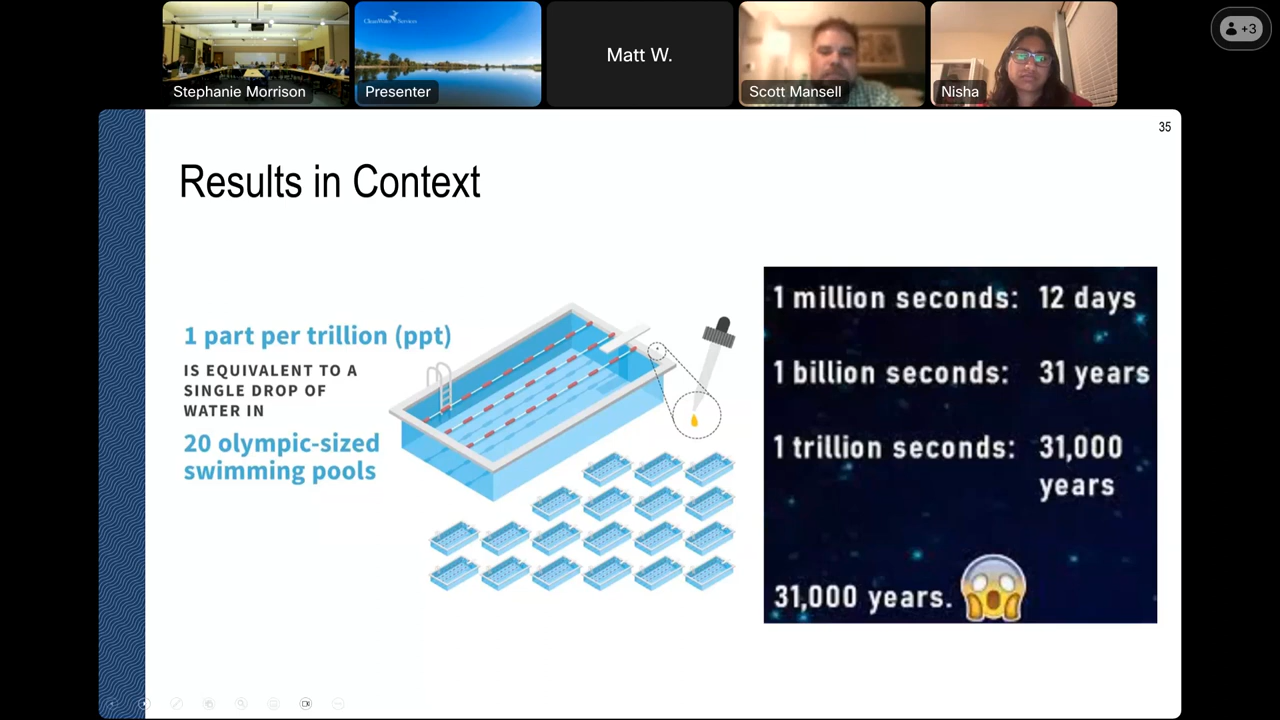 CleanWater Services
Stephanie Morrison
Presenter
Matt W.
Scott Mansell
Nisha
+3
35
Results in Context
1 part per trillion (ppt)
IS EQUIVALENT TO A
SINGLE DROP OF
WATER IN
20 olympic-sized
swimming pools
1 million seconds: 12 days
1 billion seconds: 31 years
1 trillion seconds: 31,000
years
31,000 years.